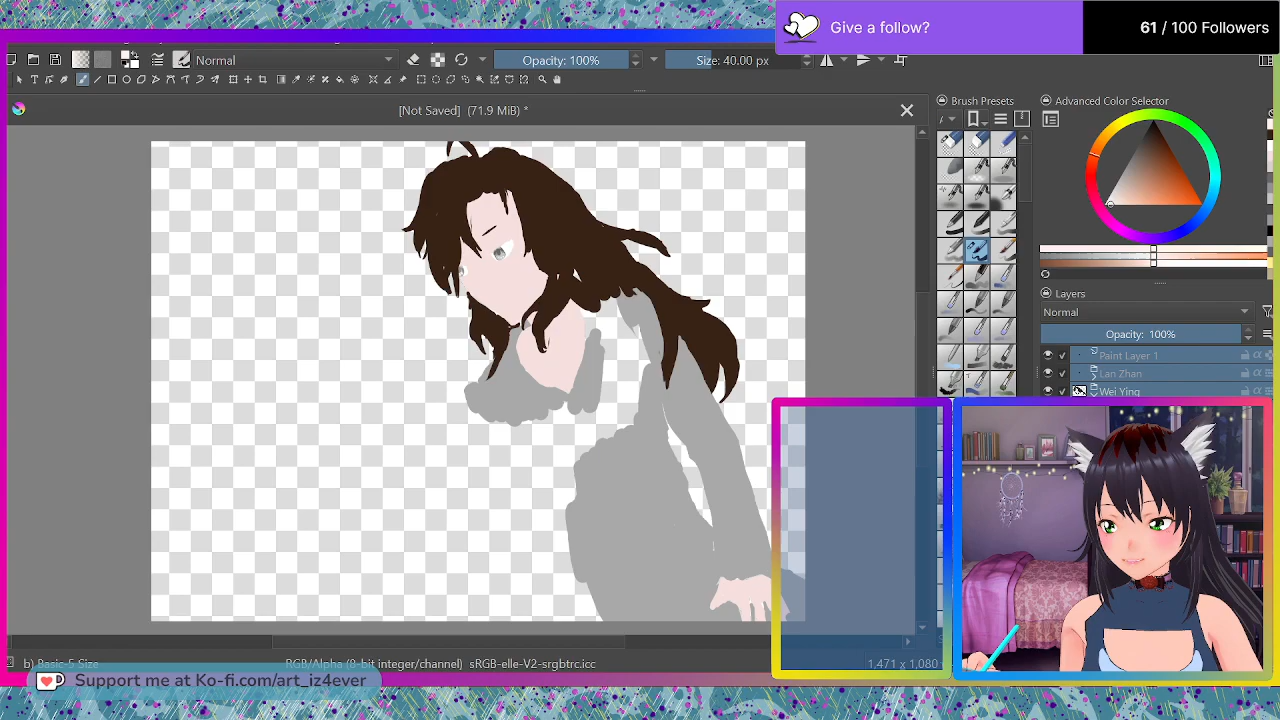 Give a follow?
61 / 100 Followers
Normal
Opacity: 100%
Size: 40.00 px
[Not Saved] (71.9 MiB) *
Brush Presets
Advanced Color Selector
Layers
Normal
Opacity: 100%
Paint Layer 1
Lan Zhan
Wei Ying
b) Basic-5 Size
RGB/Alpha (8-bit integer/channel) sRGB-elle-V2-srgbtrc.icc
1,471 x 1,080
Support me at Ko-fi.com/arc_iz4ever